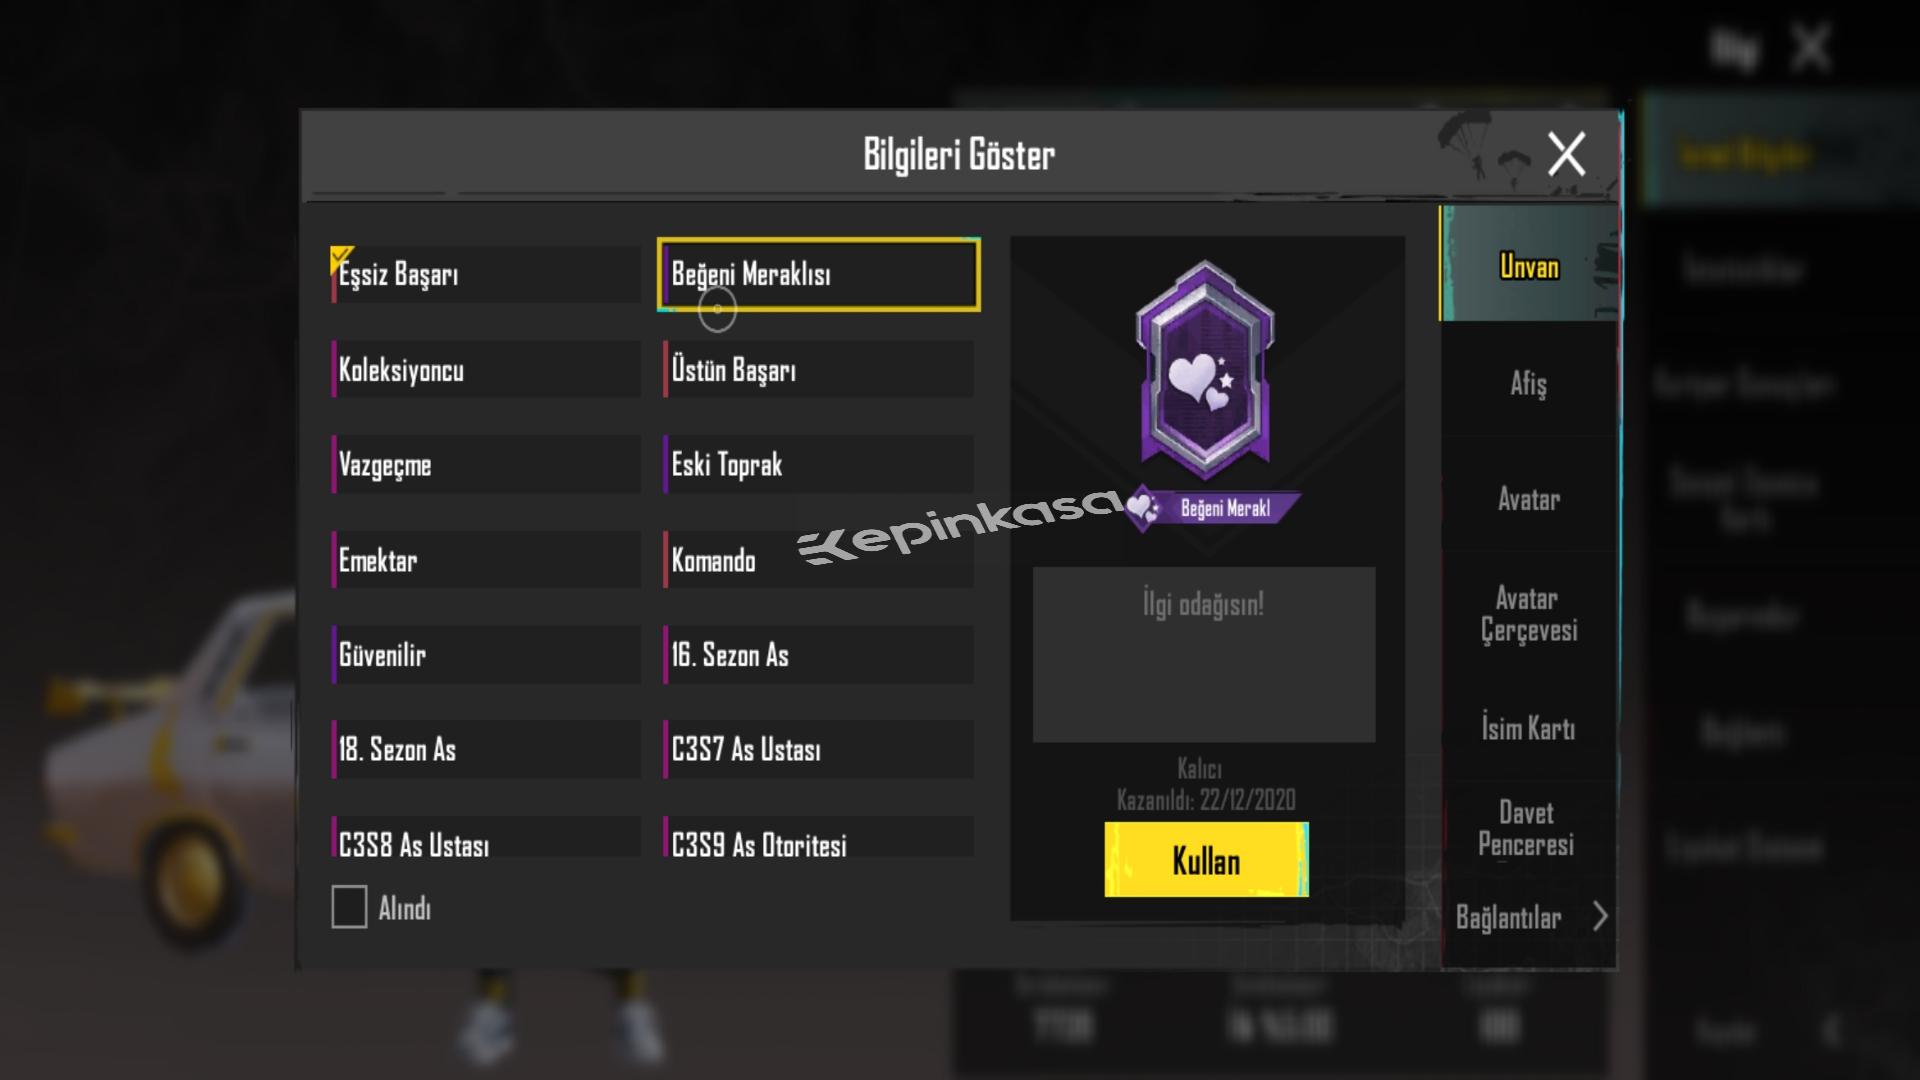 Bilgileri Göster
Eşsiz Başarı
Beğeni Meraklısı
Koleksiyoncu
Üstün Başarı
Vazgeçme
Eski Toprak
Emektar
Komando
Güvenilir
16. Sezon As
18. Sezon As
C3S7 As Ustası
C3S8 As Ustası
C3S9 As Otoritesi
Alındı
epinkasa
Beğeni Merakl
İlgi odağısın!
Kalıcı
Kazanıldı: 22/12/2020
Kullan
Unvan
Afiş
Avatar
Avatar
Çerçevesi
İsim Kartı
Davet
Penceresi
Bağlantılar